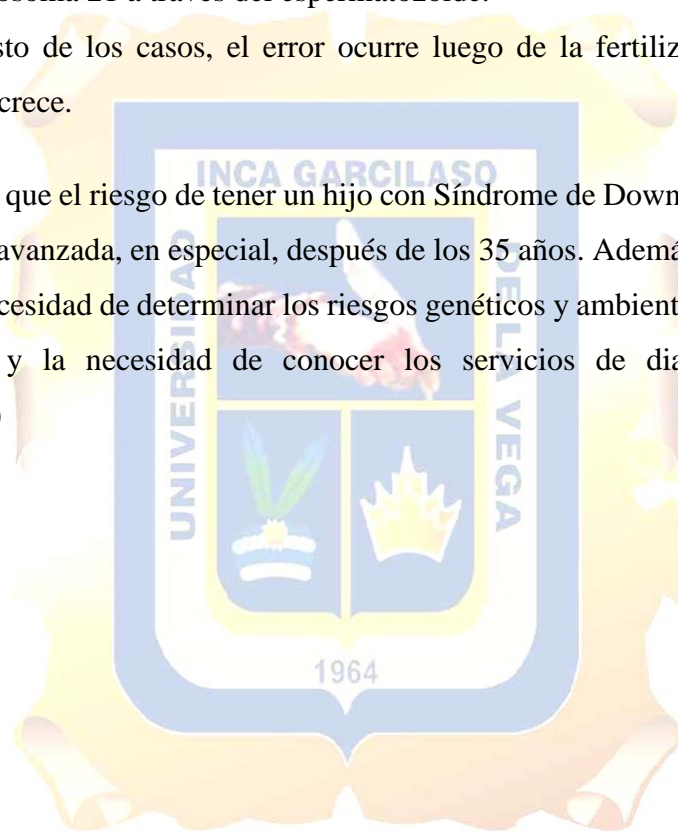 osoma 21 a través del espermatozoide.
sto de los casos, el error ocurre luego de la fertiliz
crece.
que el riesgo de tener un hijo con Síndrome de Down
avanzada, en especial, después de los 35 años. Ademá
cesidad de determinar los riesgos genéticos y ambient
y la necesidad de conocer los servicios de dia
)
INCA GARCILASO
UNIVERSIDAD
DE LA VEGA
1964